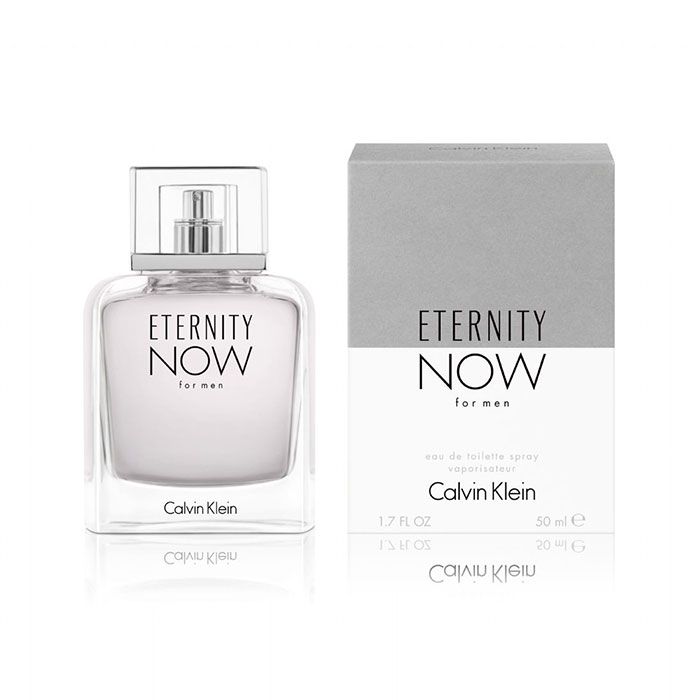 ETERNITY
NOW
for men
Calvin Klein
Calvin Klein
ETERNITY
NOW
for men
eau de toilette spray
vaporisateur
Calvin Klein
1.7 FL OZ 50 ml ℮